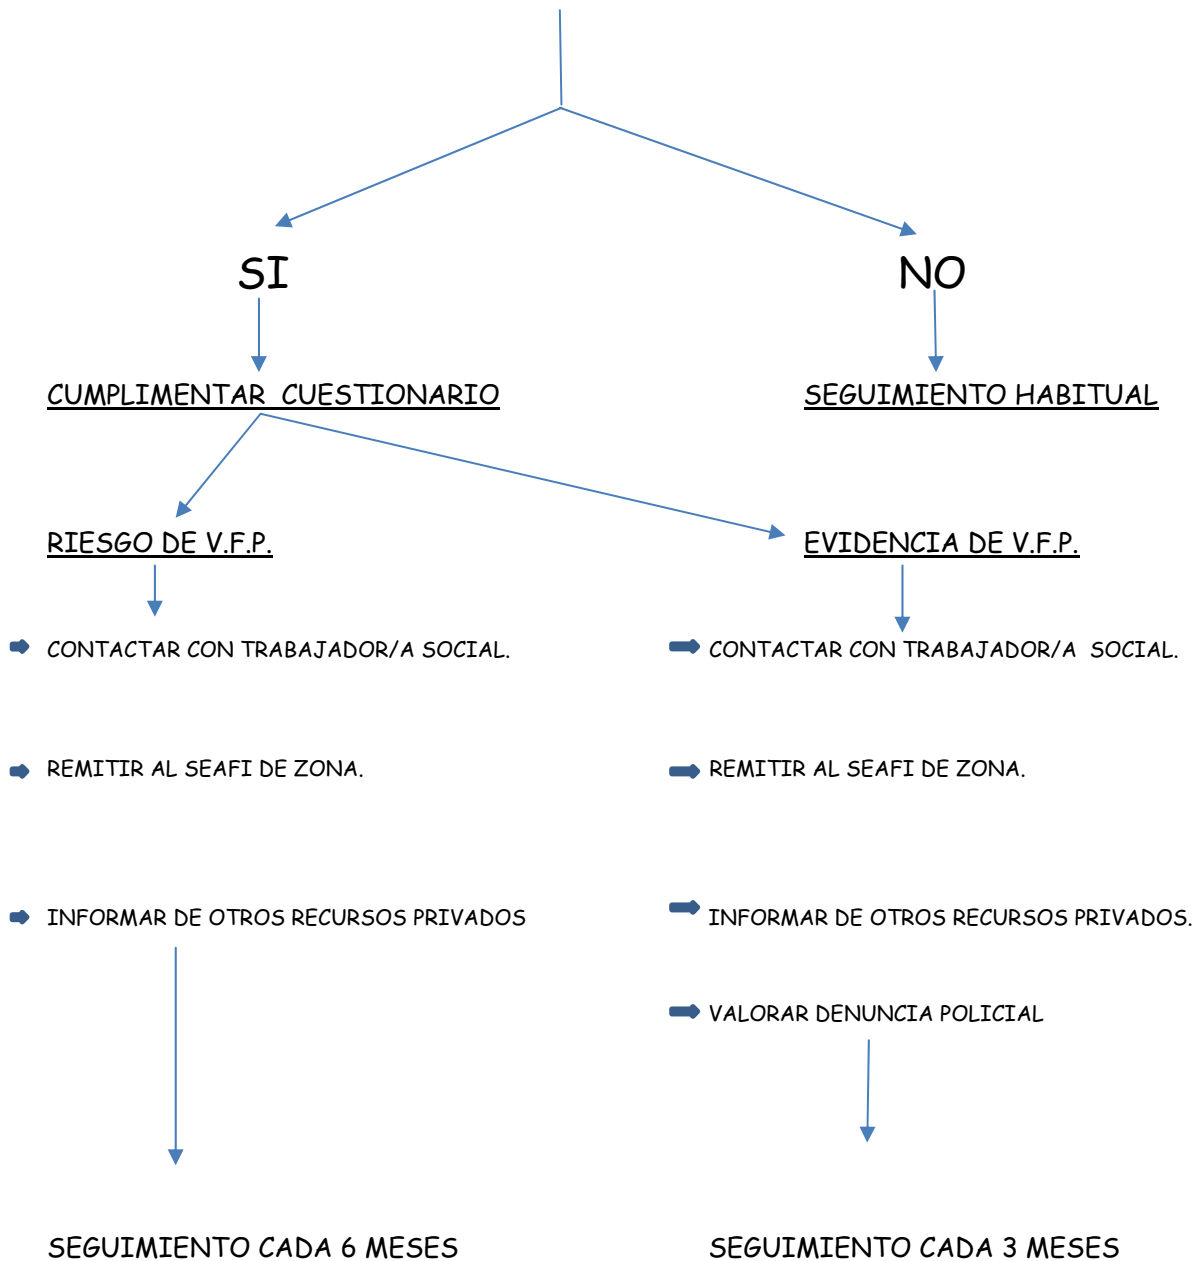 SI
NO
CUMPLIMENTAR CUESTIONARIO
SEGUIMIENTO HABITUAL
RIESGO DE V.F.P.
EVIDENCIA DE V.F.P.
CONTACTAR CON TRABAJADOR/A SOCIAL.
CONTACTAR CON TRABAJADOR/A SOCIAL.
REMITIR AL SEAFI DE ZONA.
REMITIR AL SEAFI DE ZONA.
INFORMAR DE OTROS RECURSOS PRIVADOS
INFORMAR DE OTROS RECURSOS PRIVADOS.
VALORAR DENUNCIA POLICIAL
SEGUIMIENTO CADA 6 MESES
SEGUIMIENTO CADA 3 MESES